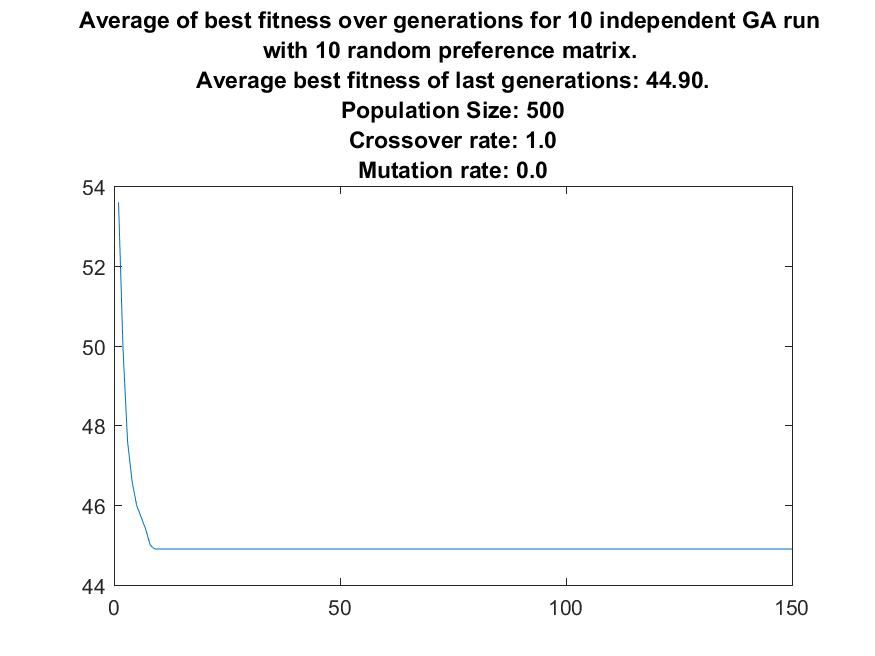 Average of best fitness over generations for 10 independent GA run
with 10 random preference matrix.
Average best fitness of last generations: 44.90.
Population Size: 500
Crossover rate: 1.0
Mutation rate: 0.0
54
52
50
48
46
44
0
50
100
150